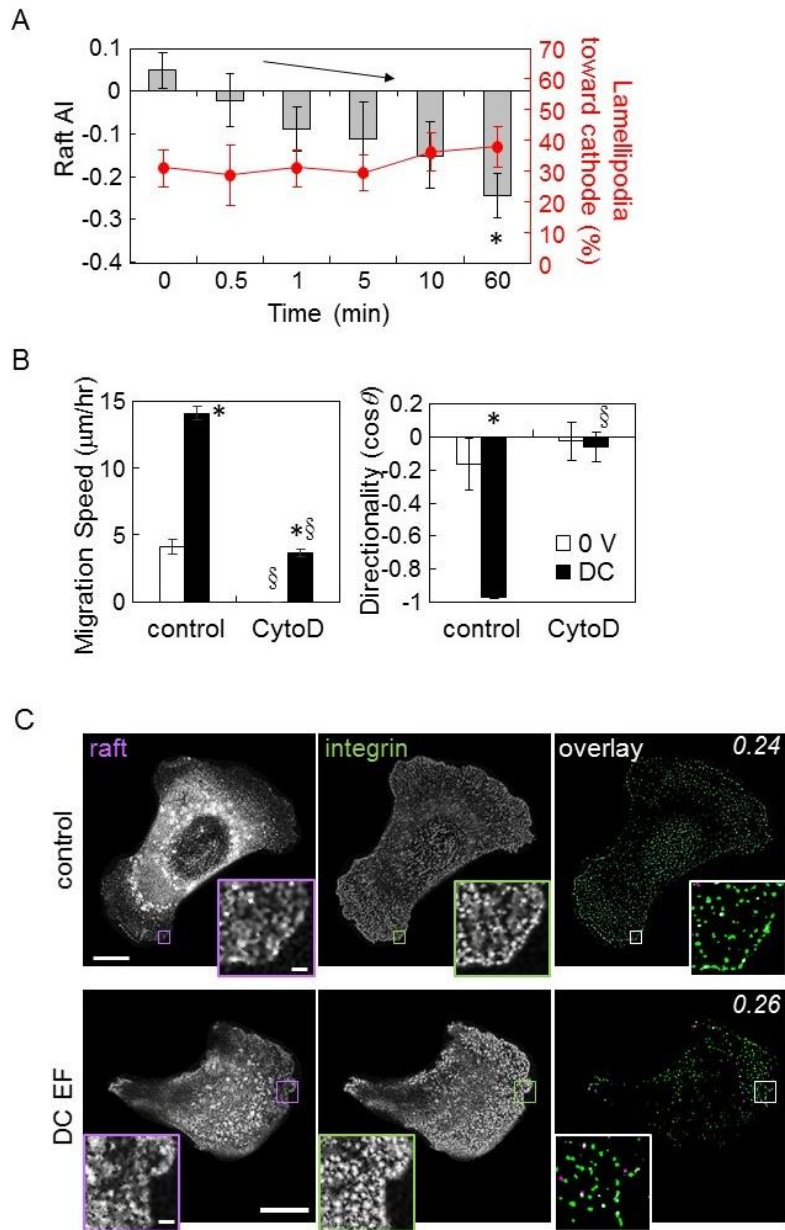 A
0.1
0
-0.1
-0.2
-0.3
-0.4
Raft AI
70
60
50
40
30
20
10
0
Lamellipodia
toward cathode (%)
*
0 0.5 1 5 10 60
Time (min)
B
15
10
5
0
Migration Speed (μm/hr)
*
§
*§
control CytoD
0.2
0
-0.2
-0.4
-0.6
-0.8
-1
Directionality (cosθ)
*
§
0 V
DC
control CytoD
C
raft integrin overlay 0.24
control
0.26
DC EF